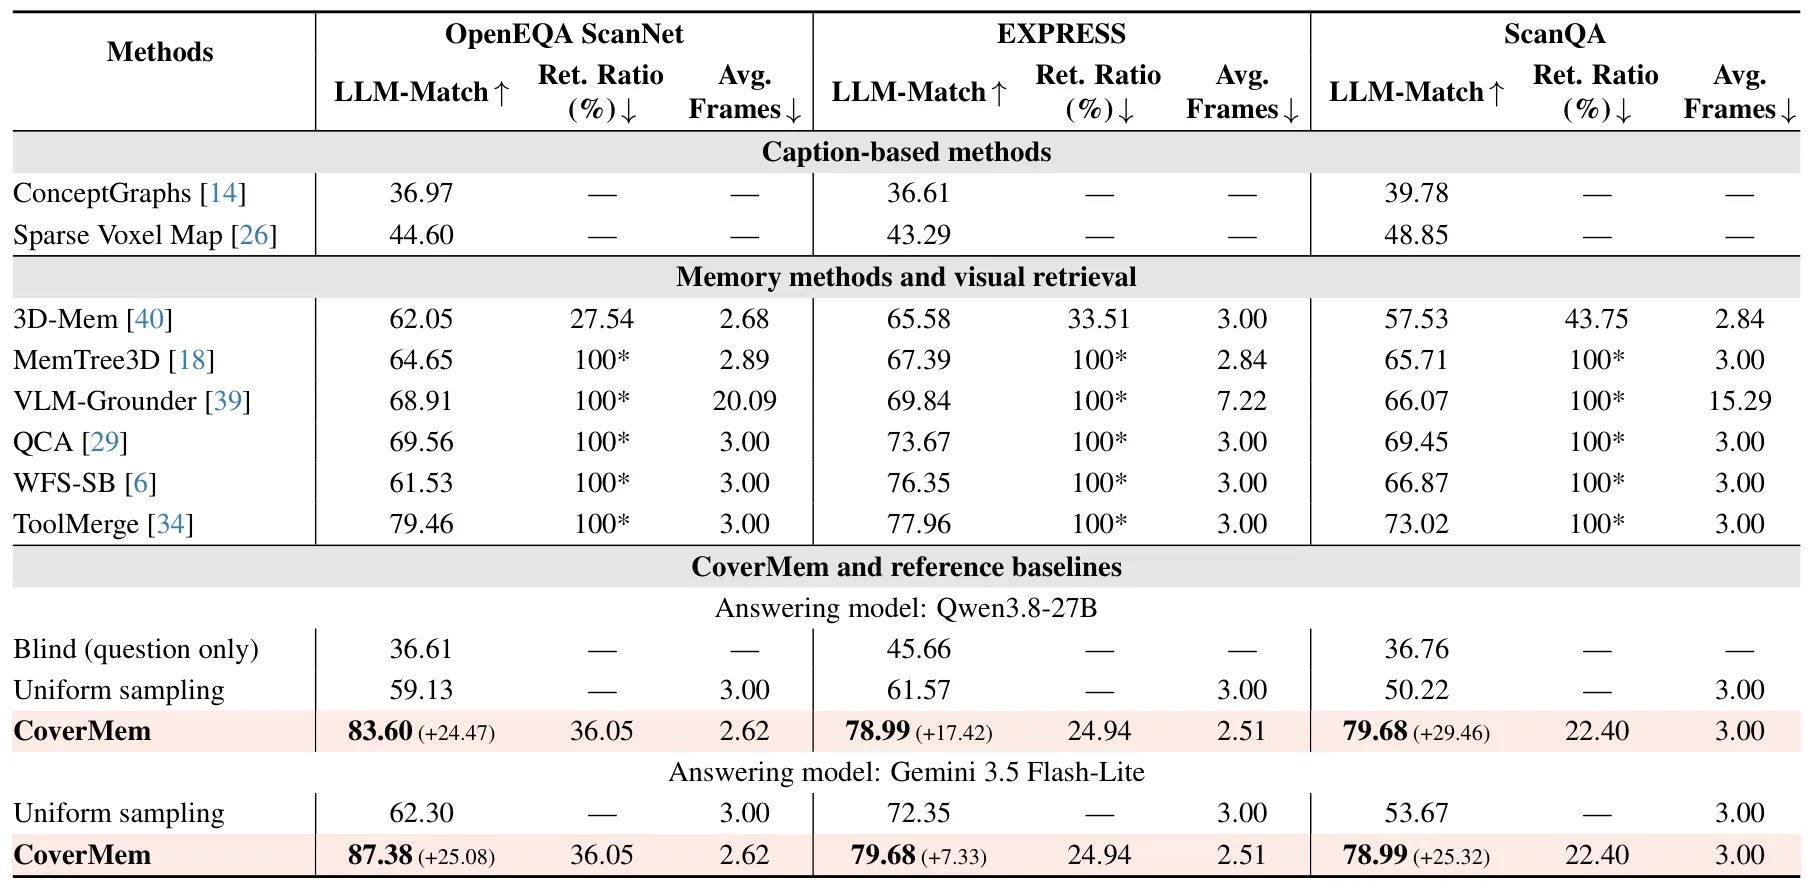 Methods OpenEQA ScanNet EXPRESS ScanQA
LLM-Match↑ Ret. Ratio (%)↓ Avg. Frames↓ LLM-Match↑ Ret. Ratio (%)↓ Avg. Frames↓ LLM-Match↑ Ret. Ratio (%)↓ Avg. Frames↓
Caption-based methods
ConceptGraphs [14] 36.97 — — 36.61 — — 39.78 — —
Sparse Voxel Map [26] 44.60 — — 43.29 — — 48.85 — —
Memory methods and visual retrieval
3D-Mem [40] 62.05 27.54 2.68 65.58 33.51 3.00 57.53 43.75 2.84
MemTree3D [18] 64.65 100* 2.89 67.39 100* 2.84 65.71 100* 3.00
VLM-Grounder [39] 68.91 100* 20.09 69.84 100* 7.22 66.07 100* 15.29
QCA [29] 69.56 100* 3.00 73.67 100* 3.00 69.45 100* 3.00
WFS-SB [6] 61.53 100* 3.00 76.35 100* 3.00 66.87 100* 3.00
ToolMerge [34] 79.46 100* 3.00 77.96 100* 3.00 73.02 100* 3.00
CoverMem and reference baselines
Answering model: Qwen3.8-27B
Blind (question only) 36.61 — — 45.66 — — 36.76 — —
Uniform sampling 59.13 — 3.00 61.57 — 3.00 50.22 — 3.00
CoverMem 83.60 (+24.47) 36.05 2.62 78.99 (+17.42) 24.94 2.51 79.68 (+29.46) 22.40 3.00
Answering model: Gemini 3.5 Flash-Lite
Uniform sampling 62.30 — 3.00 72.35 — 3.00 53.67 — 3.00
CoverMem 87.38 (+25.08) 36.05 2.62 79.68 (+7.33) 24.94 2.51 78.99 (+25.32) 22.40 3.00